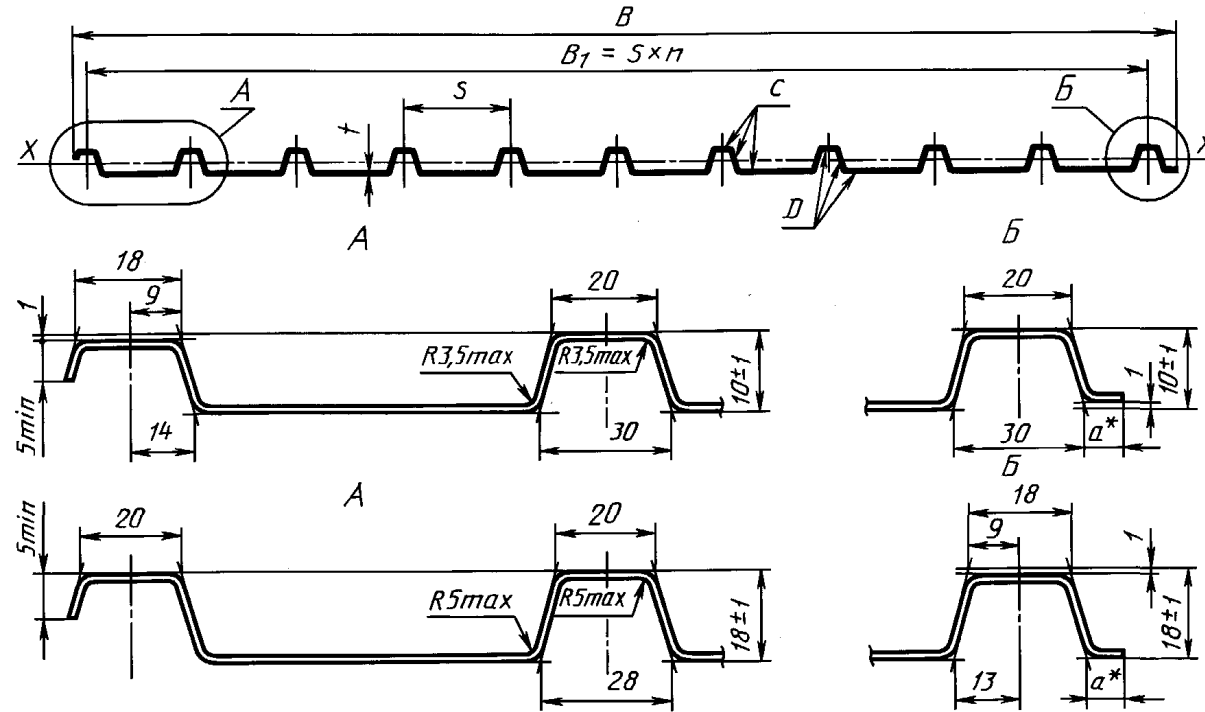 B
B₁ = S×n
A
S
C
Б
t
X
X
D
A
Б
18
20
20
1
9
R3,5max
R3,5max
10±1
1
10±1
5min
14
30
30
a*
A
Б
18
5min
20
20
9
1
R5max
R5max
18±1
18±1
28
13
a*